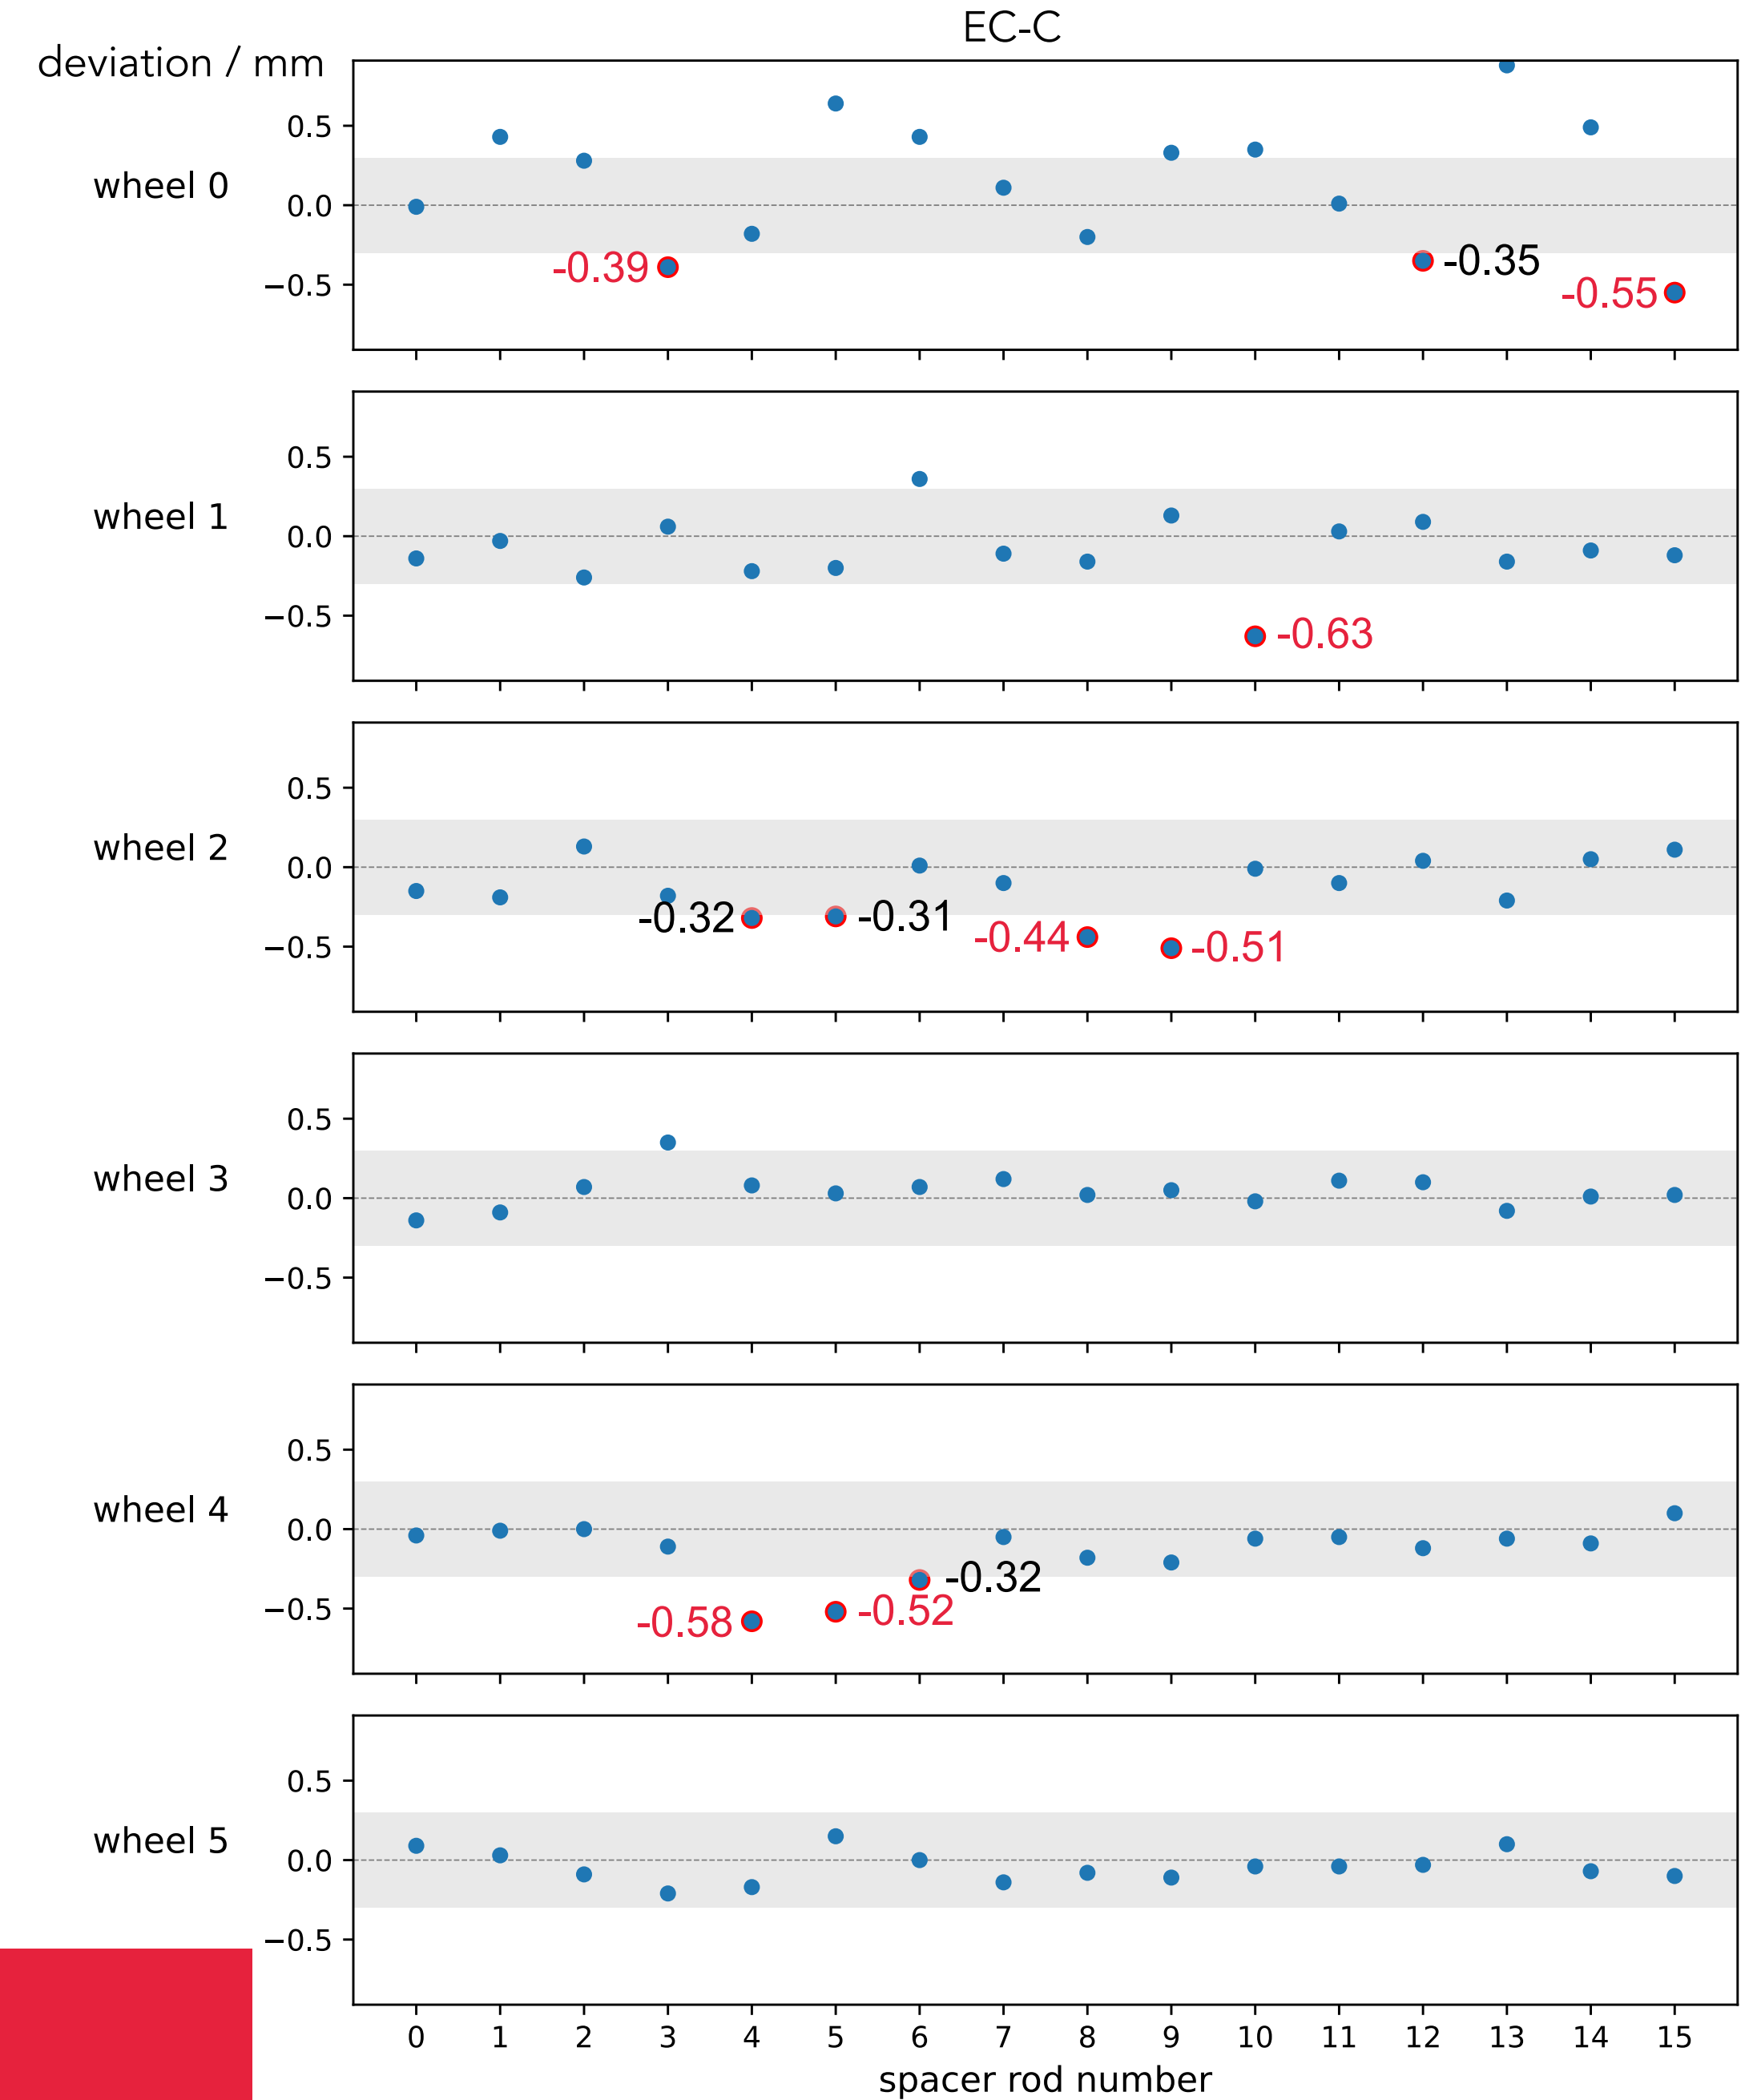 EC-C
deviation / mm
0.5
wheel 0
0.0
-0.39
-0.35
−0.5
-0.55
0.5
wheel 1
0.0
−0.5
-0.63
0.5
wheel 2
0.0
-0.32
-0.31
-0.44
-0.51
−0.5
0.5
wheel 3
0.0
−0.5
0.5
wheel 4
0.0
-0.32
−0.5
-0.58
-0.52
0.5
wheel 5
0.0
−0.5
0 1 2 3 4 5 6 7 8 9 10 11 12 13 14 15
spacer rod number